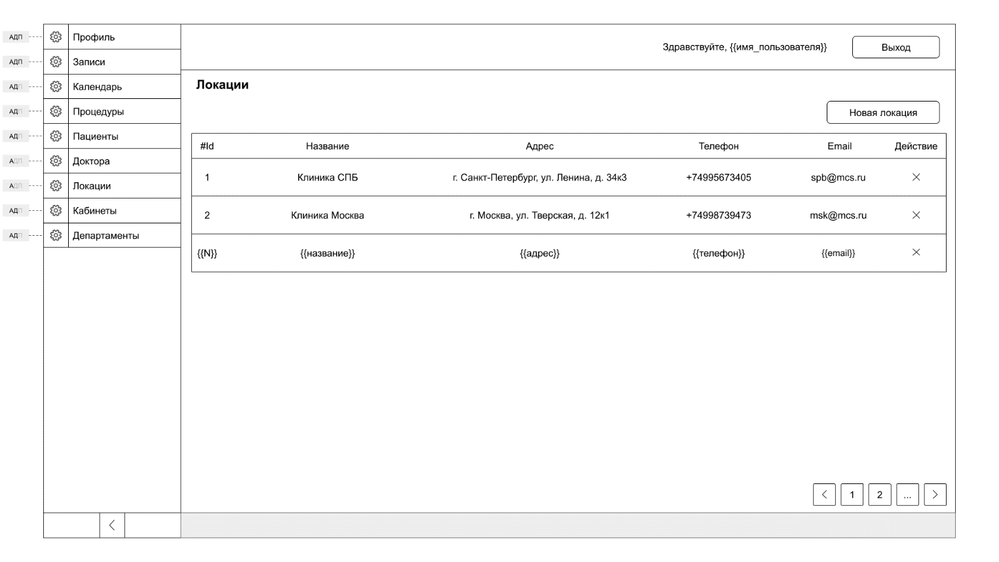 АДП
Профиль
Здравствуйте, {{имя_пользователя}}
Выход
АДП
Записи
АДП
Календарь
АДП
Процедуры
АДП
Пациенты
АДП
Доктора
АДП
Локации
АДП
Кабинеты
АДП
Департаменты
Локации
Новая локация
#Id Название Адрес Телефон Email Действие
1 Клиника СПБ г. Санкт-Петербург, ул. Ленина, д. 34к3 +74995673405 spb@mcs.ru
2 Клиника Москва г. Москва, ул. Тверская, д. 12к1 +74998739473 msk@mcs.ru
{{N}} {{название}} {{адрес}} {{телефон}} {{email}}
1 2 ...